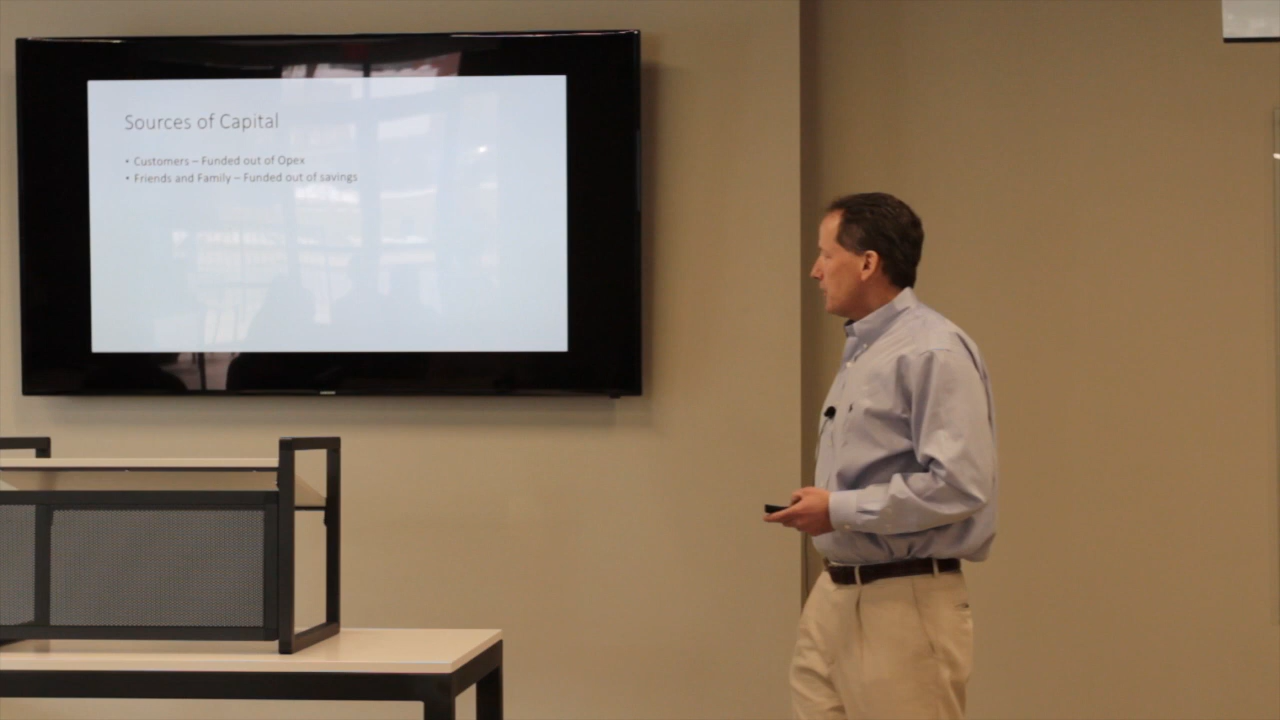 Sources of Capital
• Customers – Funded out of Opex
• Friends and Family – Funded out of savings